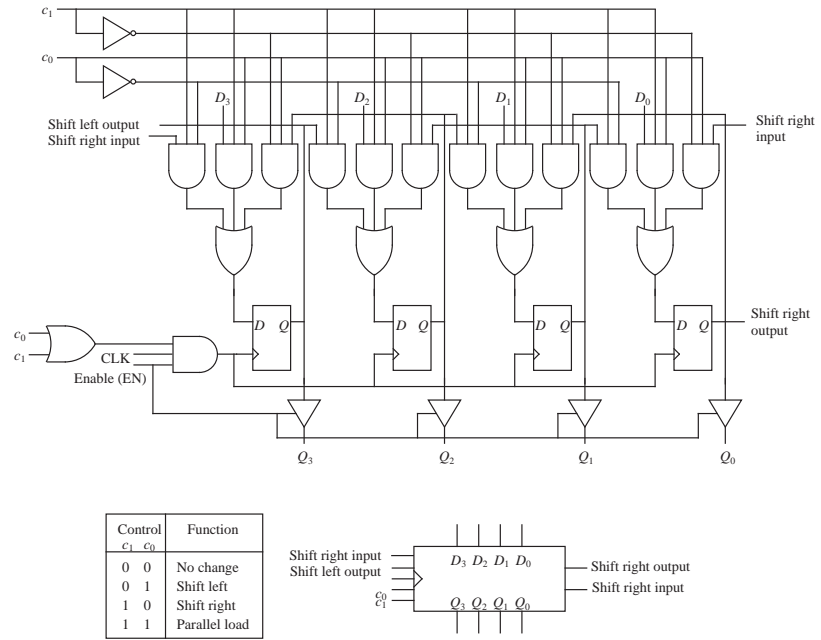 c1
c0
D3 D2 D1 D0
Shift left output
Shift right input
Shift right
input
D Q D Q D Q D Q
Shift right
output
c0
c1
CLK
Enable (EN)
Q3 Q2 Q1 Q0
Control Function
c1 c0
0 0 No change
0 1 Shift left
1 0 Shift right
1 1 Parallel load
Shift right input
Shift left output
c0
c1
D3 D2 D1 D0
Q3 Q2 Q1 Q0
Shift right output
Shift right input